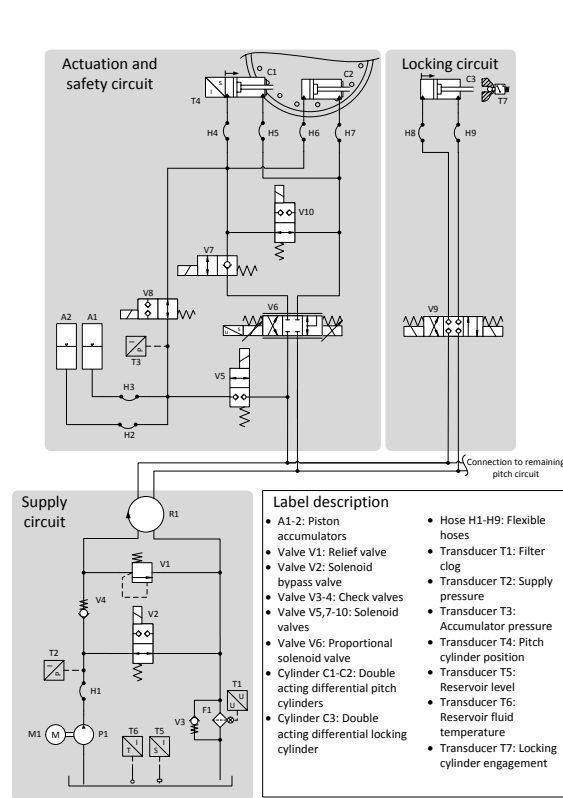 Actuation and
safety circuit
Locking circuit
C1
C2
C3
S
I
T4
T7
H4
H5
H6
H7
H8
H9
V10
V7
V8
V6
V9
A2
A1
I
P
T3
U
S
V5
H3
H2
Connection to remaining
pitch circuit
Supply
circuit
R1
V1
V4
V2
T2
I
P
T1
U
U
H1
F1
V3
M1
M
P1
T6
T5
I
T
I
S
Label description
• A1-2: Piston
accumulators
• Valve V1: Relief valve
• Valve V2: Solenoid
bypass valve
• Valve V3-4: Check valves
• Valve V5,7-10: Solenoid
valves
• Valve V6: Proportional
solenoid valve
• Cylinder C1-C2: Double
acting differential pitch
cylinders
• Cylinder C3: Double
acting differential locking
cylinder
• Hose H1-H9: Flexible
hoses
• Transducer T1: Filter
clog
• Transducer T2: Supply
pressure
• Transducer T3:
Accumulator pressure
• Transducer T4: Pitch
cylinder position
• Transducer T5:
Reservoir level
• Transducer T6:
Reservoir fluid
temperature
• Transducer T7: Locking
cylinder engagement